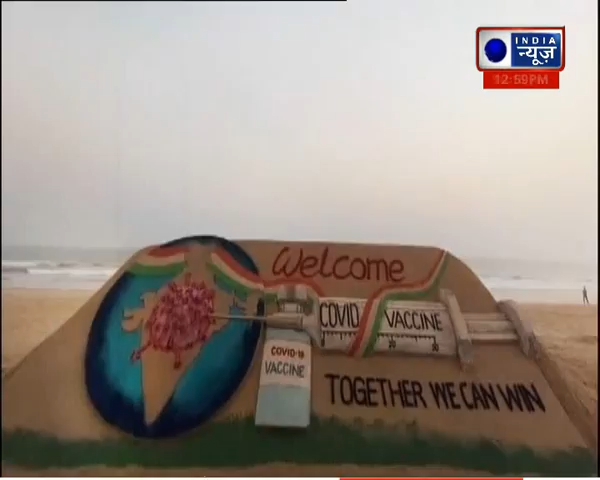 INDIA
न्यूज़
12:59PM
Welcome
COVID VACCINE
COVID-19
VACCINE
TOGETHER WE CAN WIN